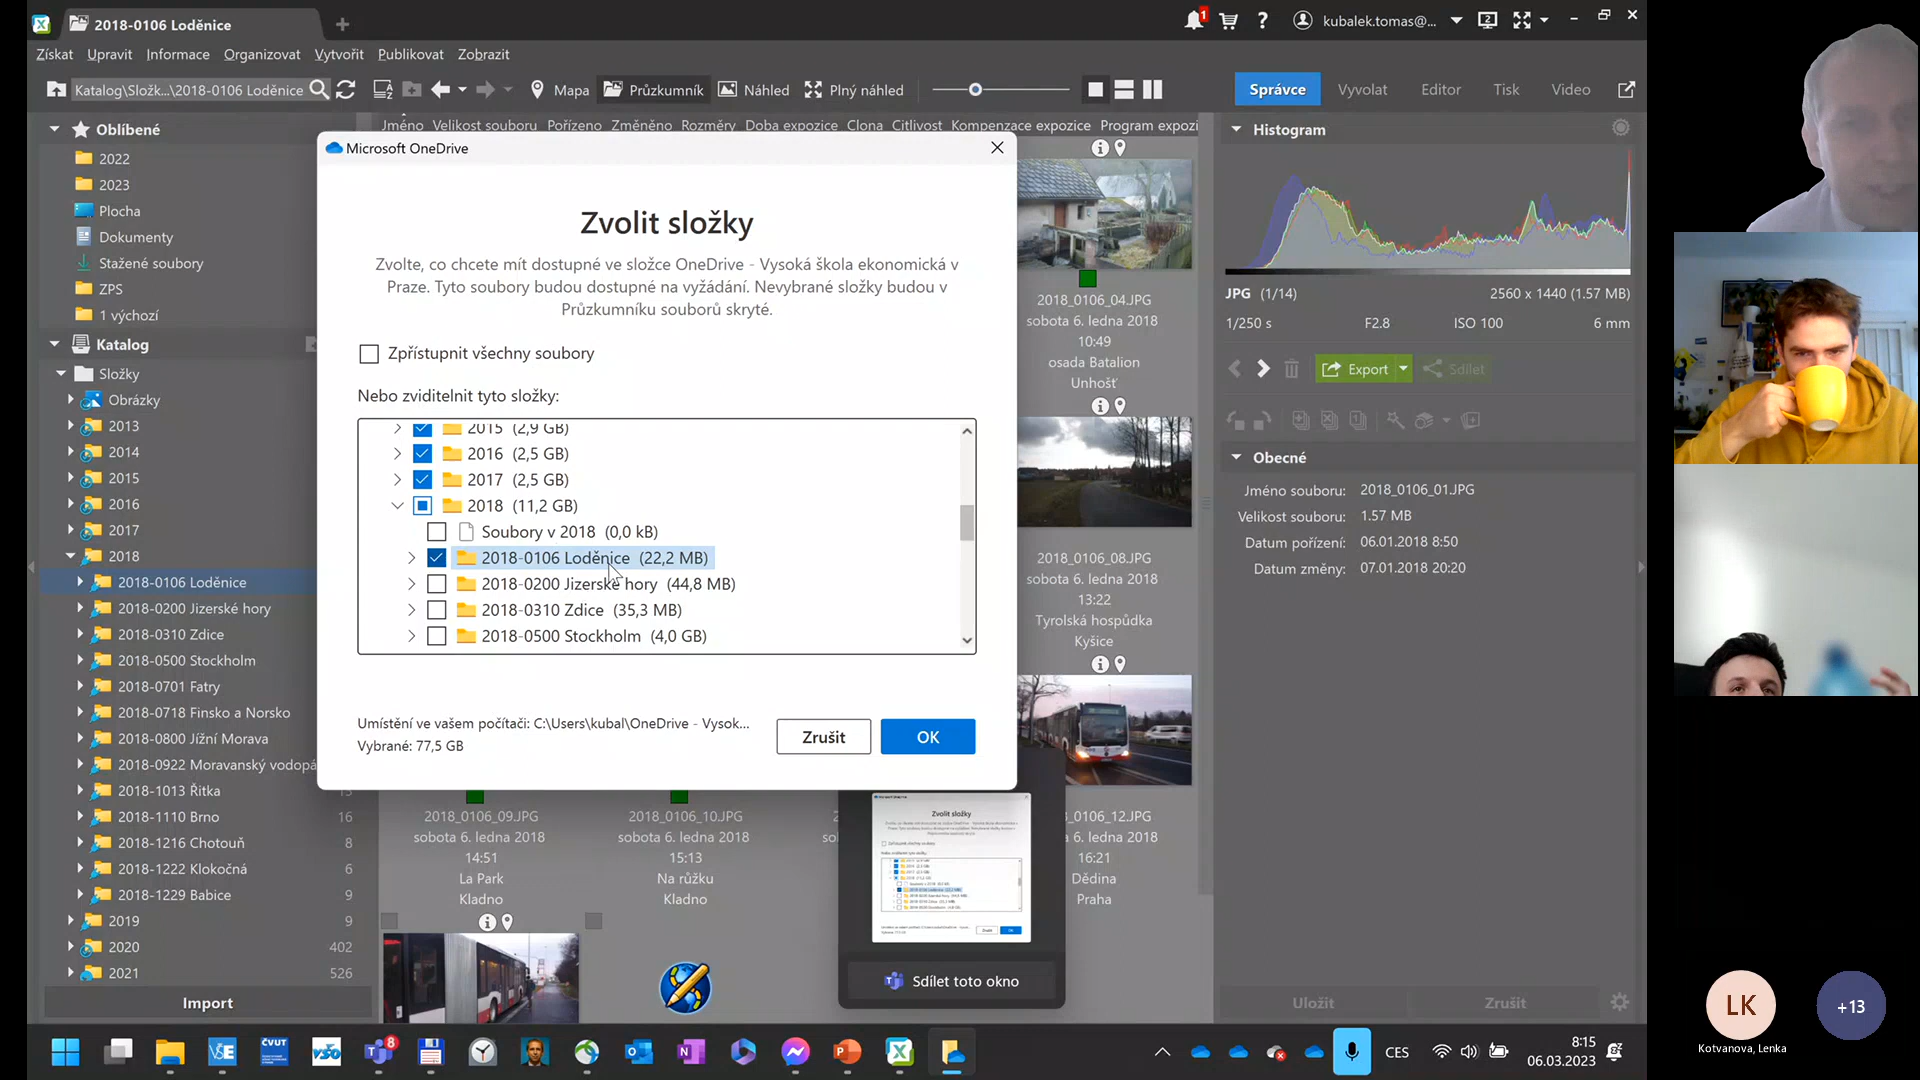 2018-0106 Loděnice
1
kubalek.tomas@...
2
Získat Upravit Informace Organizovat Vytvořit Publikovat Zobrazit
Katalog\Složk...\2018-0106 Loděnice
Mapa Průzkumník Náhled Plný náhled
Správce Vyvolat Editor Tisk Video
Jméno Velikost souboru Pořízeno Změněno Rozměry Doba expozice Clona Citlivost Kompenzace expozice Program expozi
Oblíbené
2022
2023
Plocha
Dokumenty
Stažené soubory
ZPS
1 výchozí
Katalog
Složky
Obrázky
2013
2014
2015
2016
2017
2018
2018-0106 Loděnice
2018-0200 Jizerské hory
2018-0310 Zdice
2018-0500 Stockholm
2018-0701 Fatry
2018-0718 Finsko a Norsko
2018-0800 Jížní Morava
2018-0922 Moravanský vodopá
2018-1013 Řitka
2018-1110 Brno 16
2018-1216 Chotouň 8
2018-1222 Klokočná 6
2018-1229 Babice 9
2019 9
2020 402
2021 526
Import
Microsoft OneDrive
Zvolit složky
Zvolte, co chcete mít dostupné ve složce OneDrive - Vysoká škola ekonomická v
Praze. Tyto soubory budou dostupné na vyžádání. Nevybrané složky budou v
Průzkumníku souborů skryté.
Zpřístupnit všechny soubory
Nebo zviditelnit tyto složky:
2015 (2,9 GB)
2016 (2,5 GB)
2017 (2,5 GB)
2018 (11,2 GB)
Soubory v 2018 (0,0 kB)
2018-0106 Loděnice (22,2 MB)
2018-0200 Jizerské hory (44,8 MB)
2018-0310 Zdice (35,3 MB)
2018-0500 Stockholm (4,0 GB)
Umístění ve vašem počítači: C:\Users\kubal\OneDrive - Vysok...
Vybrané: 77,5 GB
Zrušit
OK
2018_0106_04.JPG
sobota 6. ledna 2018
10:49
osada Batalion
Unhošť
2018_0106_08.JPG
sobota 6. ledna 2018
13:22
Tyrolská hospůdka
Kyšice
2018_0106_09.JPG
sobota 6. ledna 2018
14:51
La Park
Kladno
2018_0106_10.JPG
sobota 6. ledna 2018
15:13
Na růžku
Kladno
_0106_12.JPG
a 6. ledna 2018
16:21
Dědina
Praha
Zvolit složky
Sdílet toto okno
Histogram
JPG (1/14) 2560 x 1440 (1.57 MB)
1/250 s F2.8 ISO 100 6 mm
Export
Sdílet
Obecné
Jméno souboru: 2018_0106_01.JPG
Velikost souboru: 1.57 MB
Datum pořízení: 06.01.2018 8:50
Datum změny: 07.01.2018 20:20
Uložit Zrušit
8
CES
8:15
06.03.2023
LK
Kotvanova, Lenka
+13